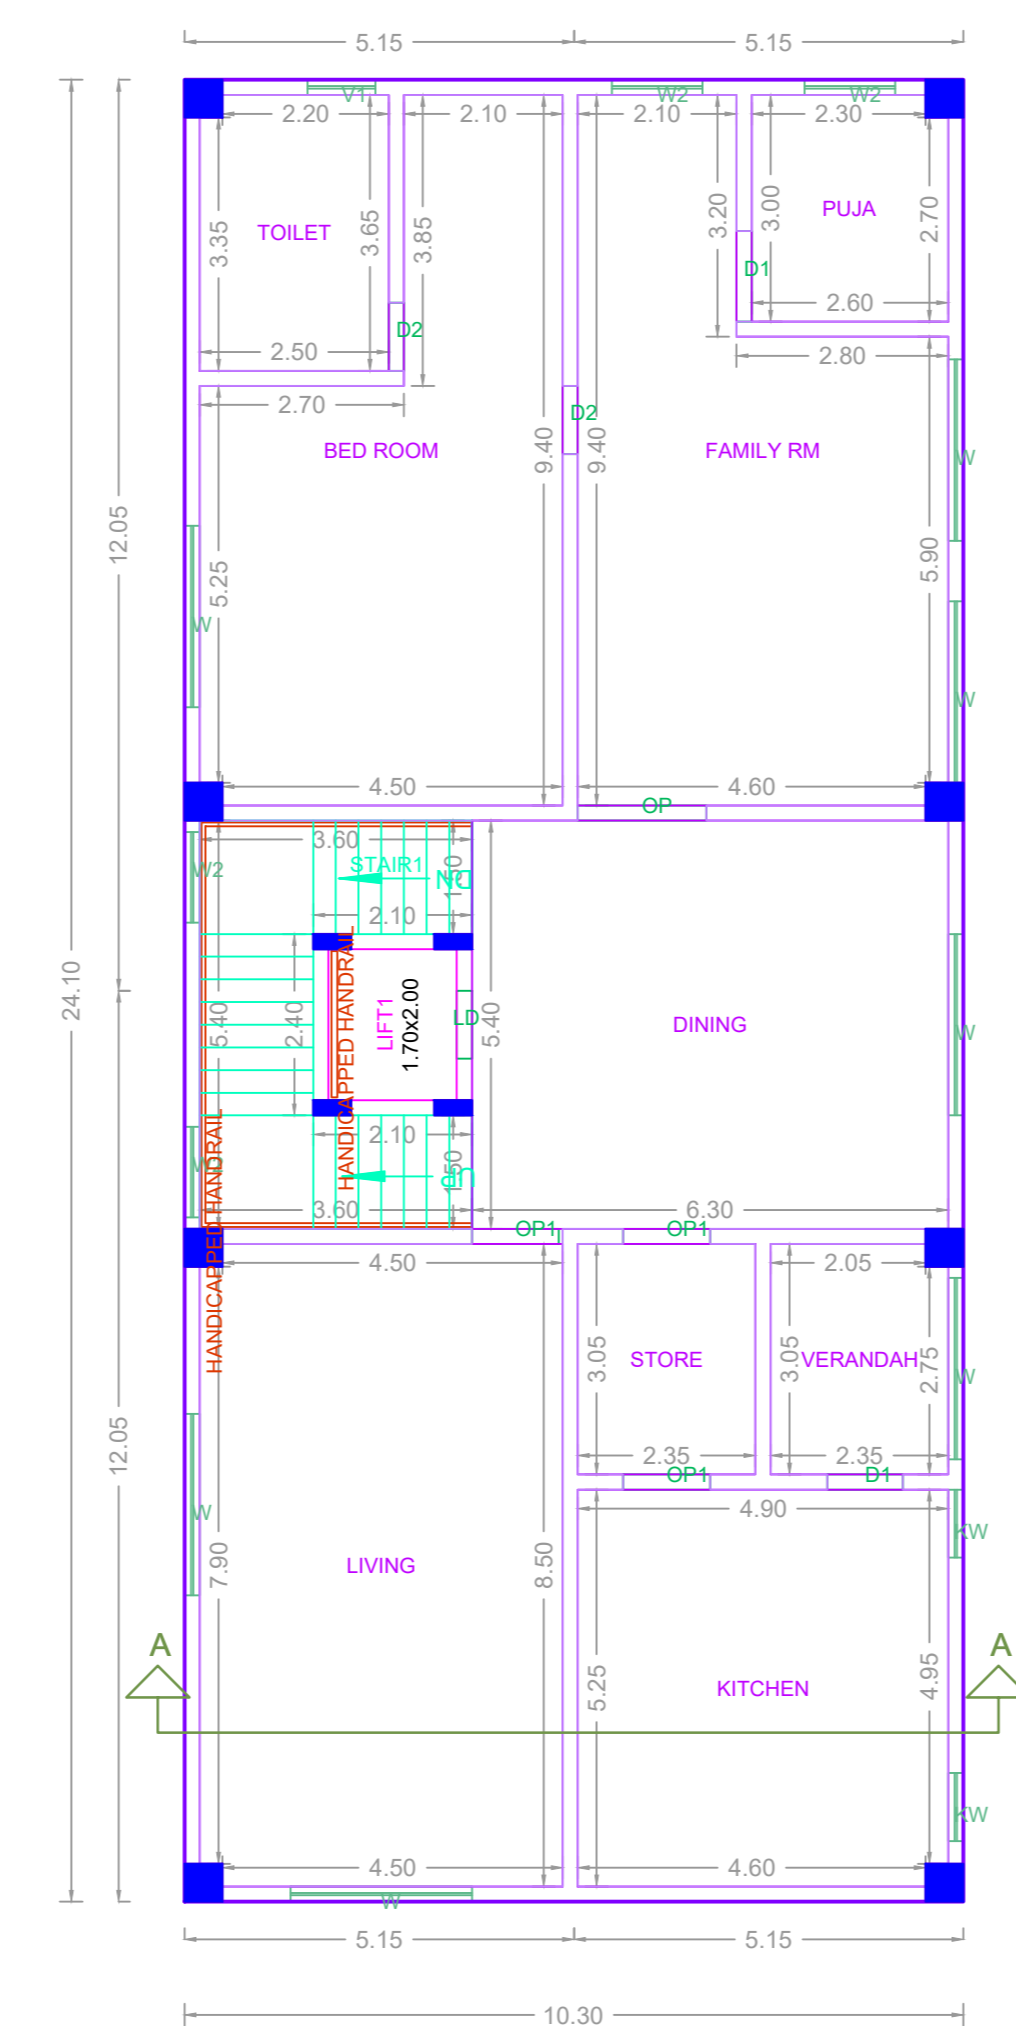 5.15 5.15
V1 W2 W2
2.20 2.10 2.10 2.30
TOILET PUJA
3.35 3.65 3.85 3.20 3.00 2.70
D1
2.60
D2
2.50 2.80
2.70
D2
BED ROOM FAMILY RM
9.40 9.40
W
12.05
5.25 5.90
W
W
4.50 4.60
OP
3.60
STAIR1
W2 DN
2.10
HANDICAPPED HANDRAIL
24.10
5.40 2.40 LIFT1 1.70x2.00 LD 5.40
DINING
W
2.10
HANDICAPPED HANDRAIL
UP
3.60 6.30
OP1 OP1
4.50 2.05
3.05 STORE 3.05 VERANDAH 2.75
W
12.05
2.35 2.35
OP1 D1
4.90
W KW
LIVING
7.90 8.50
A A
5.25 KITCHEN 4.95
KW
4.50 4.60
W
5.15 5.15
10.30